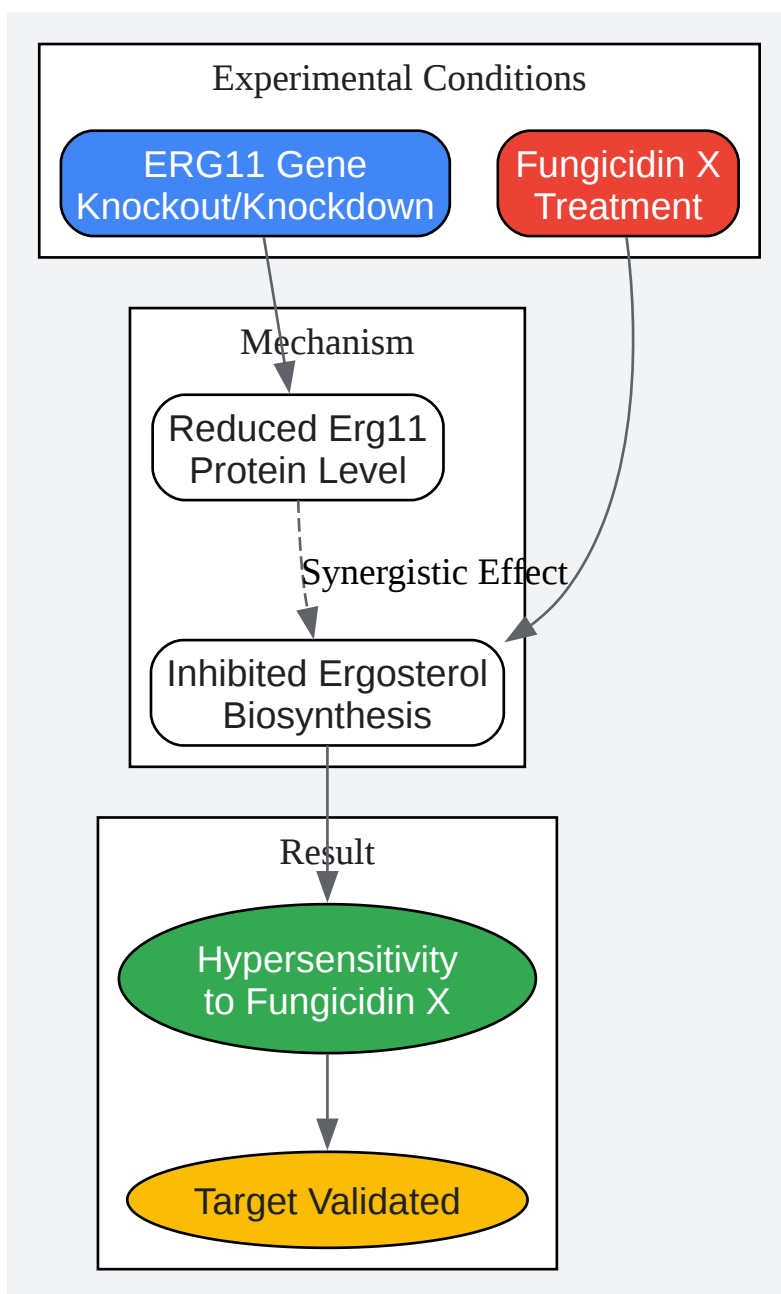 Experimental Conditions
ERG11 Gene
Knockout/Knockdown
Fungicidin X
Treatment
Mechanism
Reduced Erg11
Protein Level
Synergistic Effect
Inhibited Ergosterol
Biosynthesis
Result
Hypersensitivity
to Fungicidin X
Target Validated